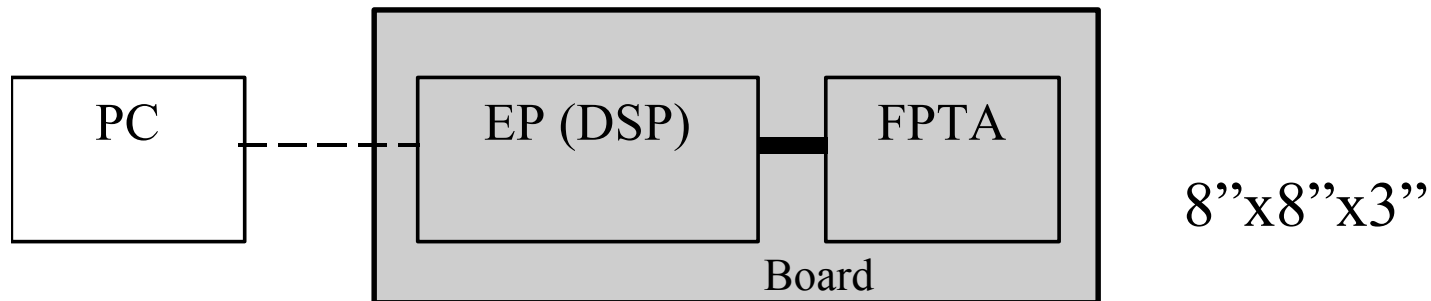 PC
EP (DSP)
FPTA
8”x8”x3”
Board